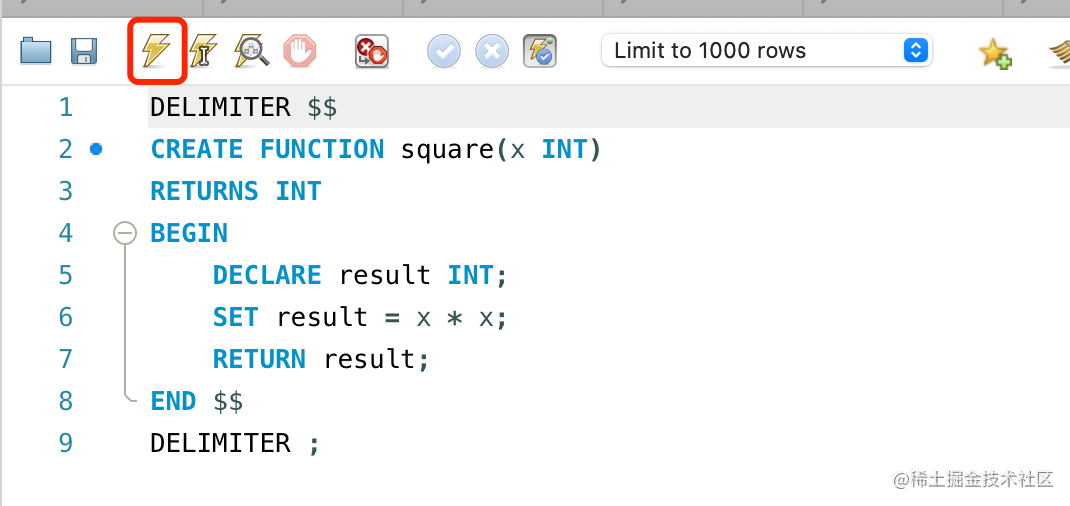 Limit to 1000 rows
1 DELIMITER $$
2 CREATE FUNCTION square(x INT)
3 RETURNS INT
4 BEGIN
5 DECLARE result INT;
6 SET result = x * x;
7 RETURN result;
8 END $$
9 DELIMITER ;
@稀土掘金技术社区